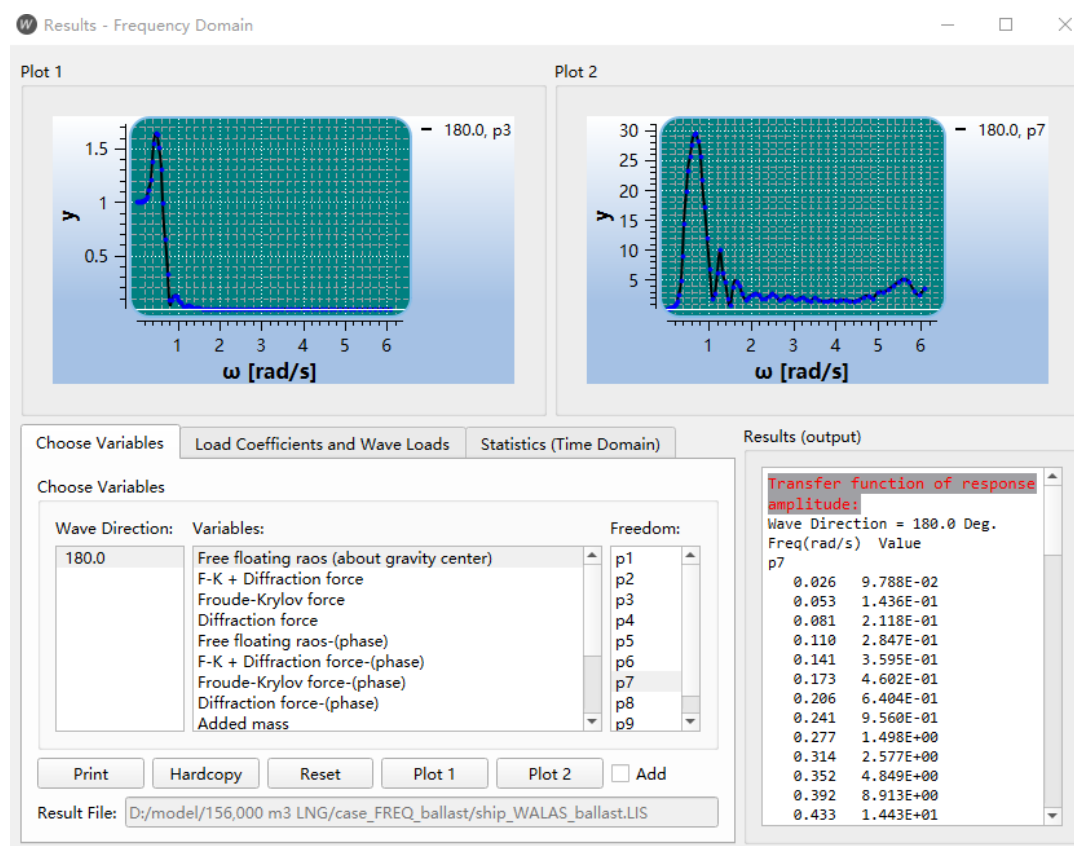 Results - Frequency Domain
Plot 1
Plot 2
180.0, p3
1.5
1
0.5
y
1 2 3 4 5 6
ω [rad/s]
180.0, p7
30
25
20
15
10
5
y
1 2 3 4 5 6
ω [rad/s]
Choose Variables
Load Coefficients and Wave Loads
Statistics (Time Domain)
Choose Variables
Wave Direction:
180.0
Variables:
Free floating raos (about gravity center)
F-K + Diffraction force
Froude-Krylov force
Diffraction force
Free floating raos-(phase)
F-K + Diffraction force-(phase)
Froude-Krylov force-(phase)
Diffraction force-(phase)
Added mass
Freedom:
p1
p2
p3
p4
p5
p6
p7
p8
p9
Print
Hardcopy
Reset
Plot 1
Plot 2
Add
Result File: D:/model/156,000 m3 LNG/case_FREQ_ballast/ship_WALAS_ballast.LIS
Results (output)
Transfer function of response
amplitude:
Wave Direction = 180.0 Deg.
Freq(rad/s) Value
p7
0.026 9.788E-02
0.053 1.436E-01
0.081 2.118E-01
0.110 2.847E-01
0.141 3.595E-01
0.173 4.602E-01
0.206 6.404E-01
0.241 9.560E-01
0.277 1.498E+00
0.314 2.577E+00
0.352 4.849E+00
0.392 8.913E+00
0.433 1.443E+01